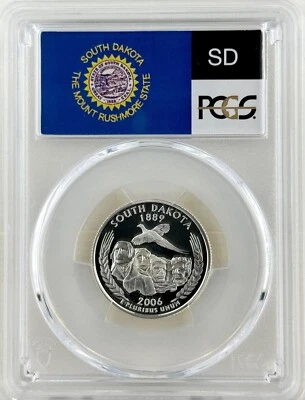 SOUTH DAKOTA
THE MOUNT RUSHMORE STATE
SD
PCGS
SOUTH DAKOTA
1889
2006
E PLURIBUS UNUM